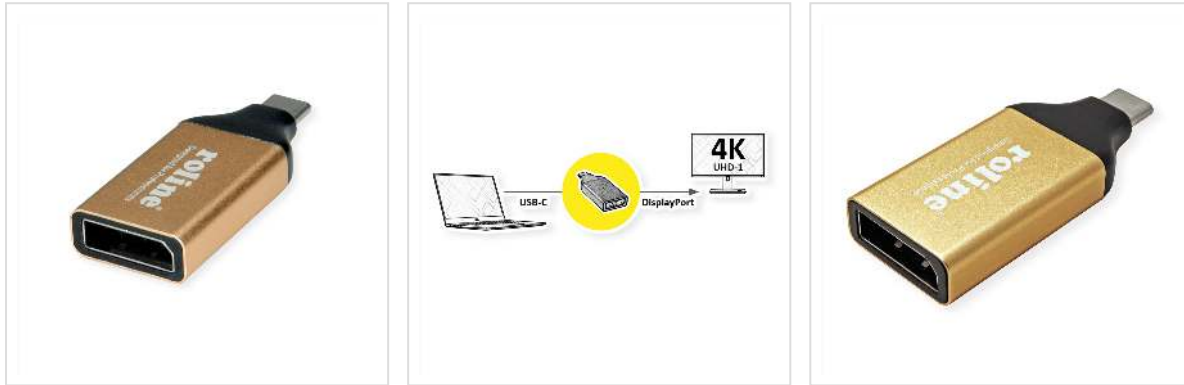 roline
4K
UHD-1
USB-C
DisplayPort
roline